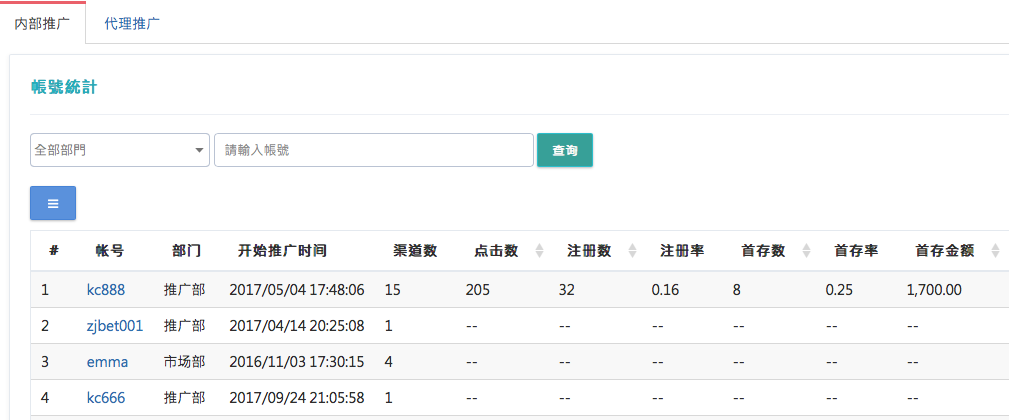 内部推广 代理推广
帳號統計
全部部門 請輸入帳號 查询
# 帐号 部门 开始推广时间 渠道数 点击数 注册数 注册率 首存数 首存率 首存金额
1 kc888 推广部 2017/05/04 17:48:06 15 205 32 0.16 8 0.25 1,700.00
2 zjbet001 推广部 2017/04/14 20:25:08 1 -- -- -- -- -- --
3 emma 市场部 2016/11/03 17:30:15 4 -- -- -- -- -- --
4 kc666 推广部 2017/09/24 21:05:58 1 -- -- -- -- -- --